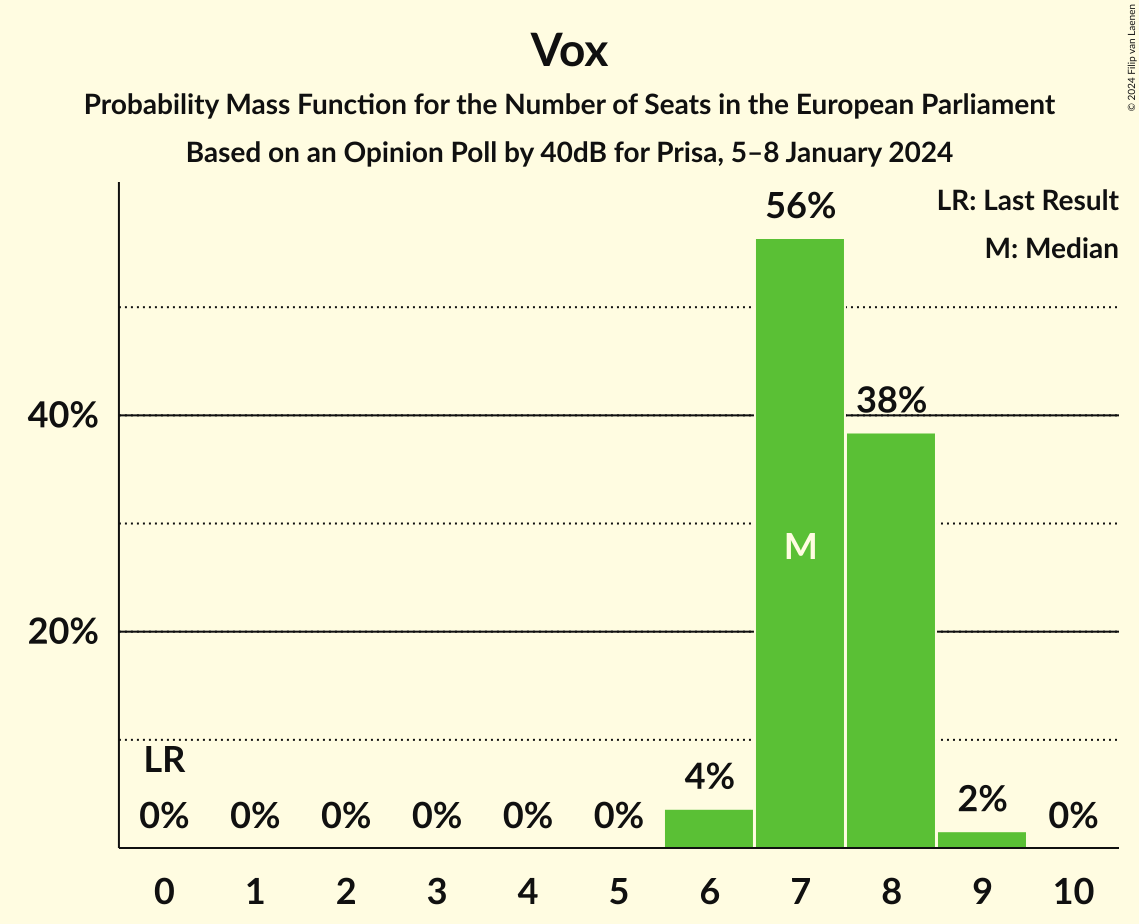 Vox
Probability Mass Function for the Number of Seats in the European Parliament
Based on an Opinion Poll by 40dB for Prisa, 5–8 January 2024
© 2024 Filip van Laenen
LR: Last Result
M: Median
56%
38%
40%
M
20%
LR
0% 0% 0% 0% 0% 0% 4% 2% 0%
0 1 2 3 4 5 6 7 8 9 10